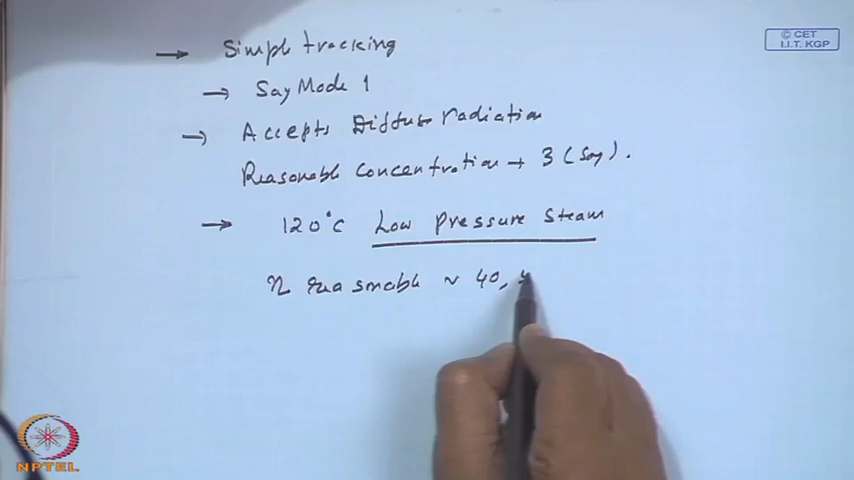 © CET
I.I.T. KGP
→ Simple tracking
→ Say Mode 1
→ Accepts Diffuse radiation
Reasonable Concentration → 3 (Say).
→ 120°C Low Pressure Steam
η reasonable ~ 40,
NPTEL